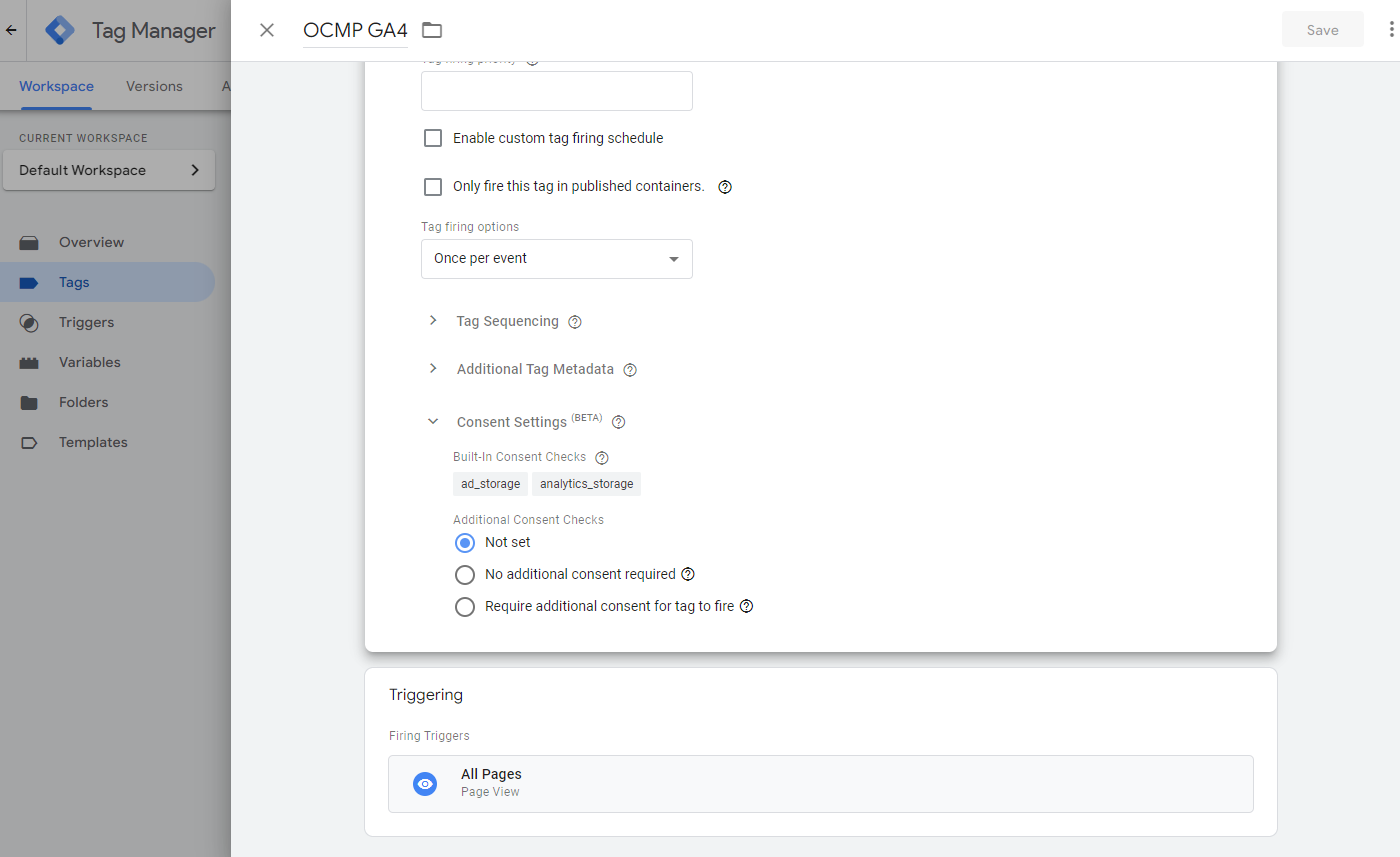 Tag Manager
OCMP GA4
Save
Workspace
Versions
A
CURRENT WORKSPACE
Default Workspace
Overview
Tags
Triggers
Variables
Folders
Templates
Tag firing priority
Enable custom tag firing schedule
Only fire this tag in published containers.
Tag firing options
Once per event
Tag Sequencing
Additional Tag Metadata
Consent Settings (BETA)
Built-In Consent Checks
ad_storage analytics_storage
Additional Consent Checks
Not set
No additional consent required
Require additional consent for tag to fire
Triggering
Firing Triggers
All Pages
Page View